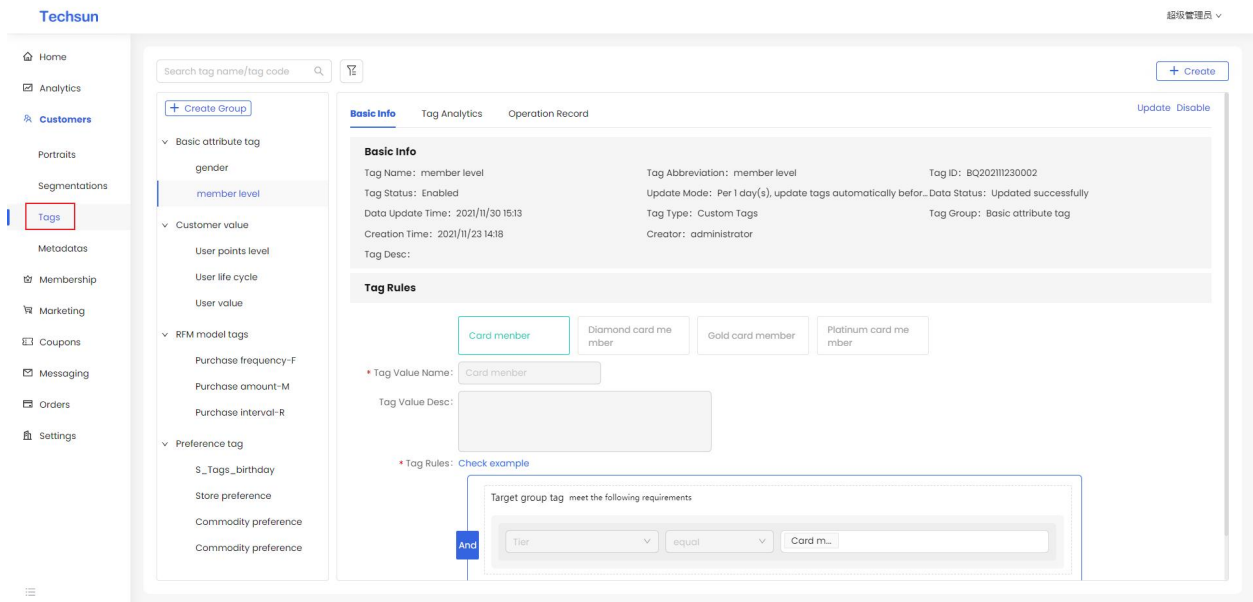 Techsun
超级管理员
Home
Analytics
Customers
Portraits
Segmentations
Tags
Metadatas
Membership
Marketing
Coupons
Messaging
Orders
Settings
Search tag name/tag code
+ Create
+ Create Group
Basic attribute tag
gender
member level
Customer value
User points level
User life cycle
User value
RFM model tags
Purchase frequency-F
Purchase amount-M
Purchase interval-R
Preference tag
S_Tags_birthday
Store preference
Commodity preference
Commodity preference
Basic Info Tag Analytics Operation Record
Update Disable
Basic Info
Tag Name: member level Tag Abbreviation: member level Tag ID: BQ202111230002
Tag Status: Enabled Update Mode: Per 1 day(s), update tags automatically befor... Data Status: Updated successfully
Data Update Time: 2021/11/30 15:13 Tag Type: Custom Tags Tag Group: Basic attribute tag
Creation Time: 2021/11/23 14:18 Creator: administrator
Tag Desc:
Tag Rules
Card menber
Diamond card me
mber
Gold card member
Platinum card me
mber
* Tag Value Name: Card menber
Tag Value Desc:
* Tag Rules: Check example
Target group tag meet the following requirements
And
Tier equal Card m...